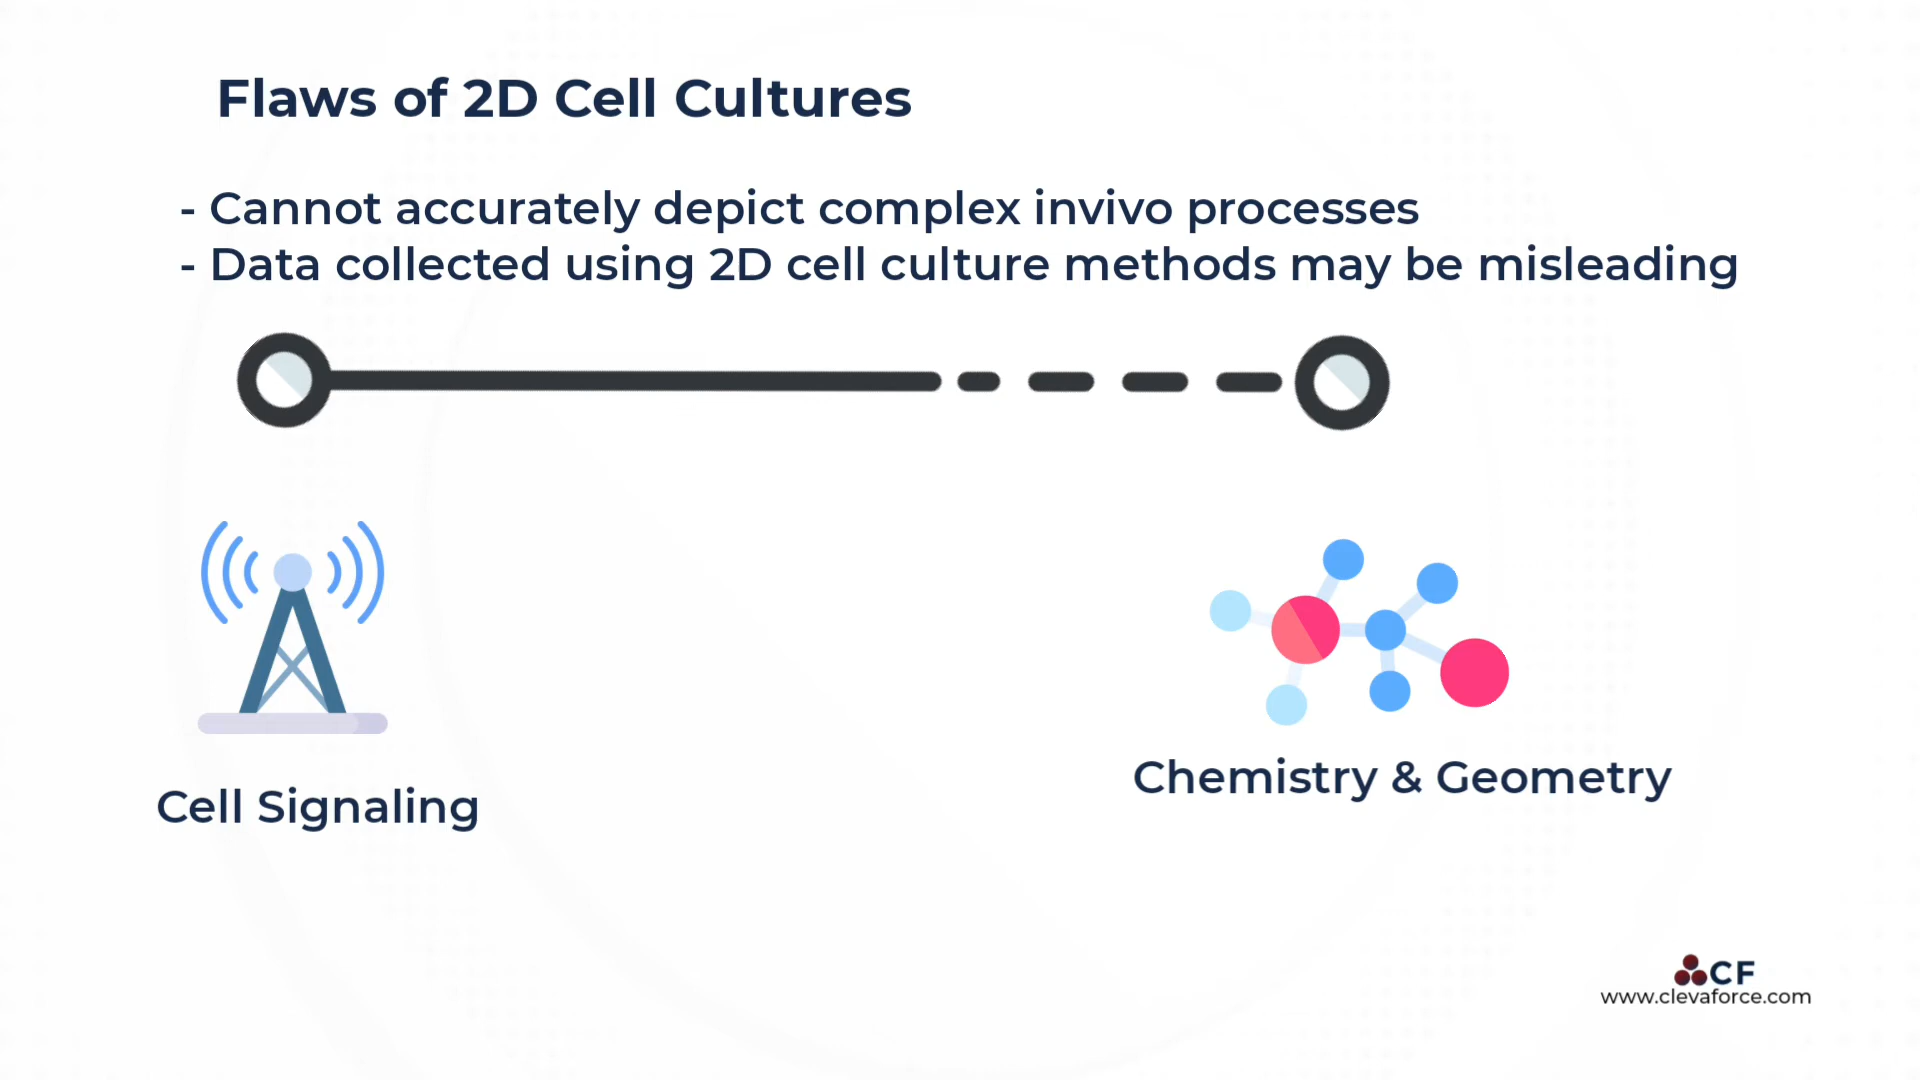 Flaws of 2D Cell Cultures
- Cannot accurately depict complex invivo processes
- Data collected using 2D cell culture methods may be misleading
Cell Signaling
Chemistry & Geometry
CF
www.clevaforce.com